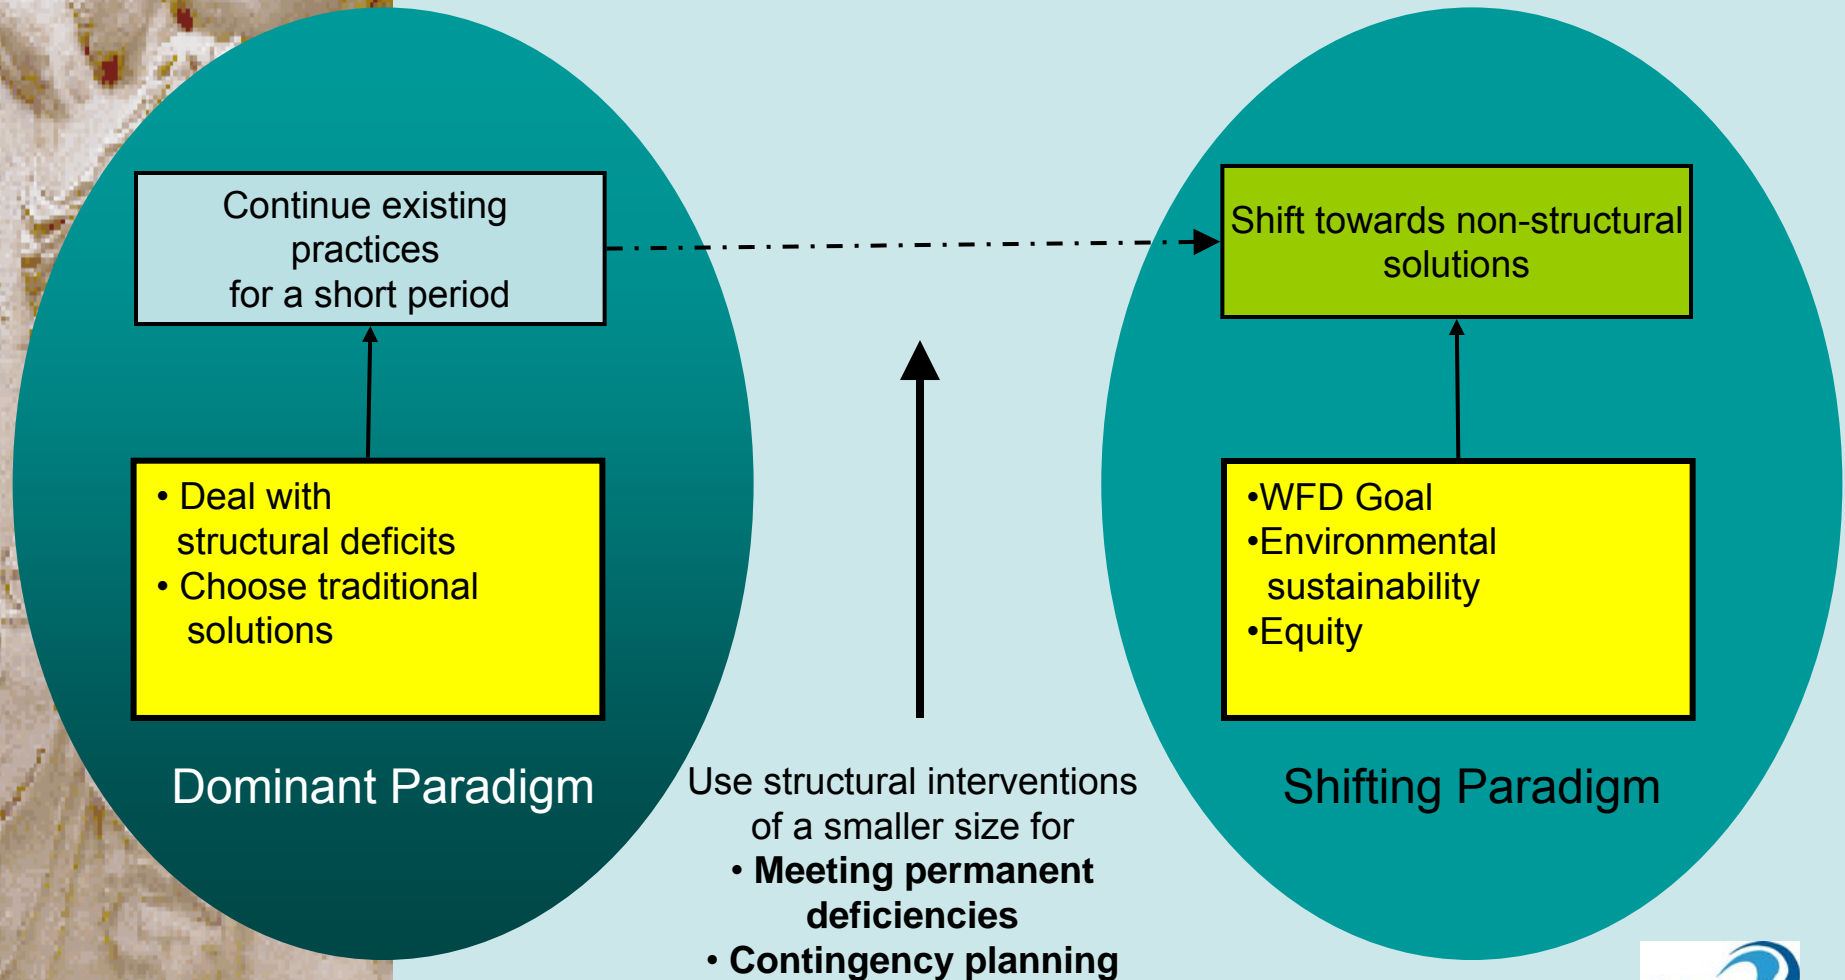 Continue existing
practices
for a short period
• Deal with
structural deficits
• Choose traditional
solutions
Dominant Paradigm
Use structural interventions
of a smaller size for
• Meeting permanent
deficiencies
• Contingency planning
Shift towards non-structural
solutions
•WFD Goal
•Environmental
sustainability
•Equity
Shifting Paradigm